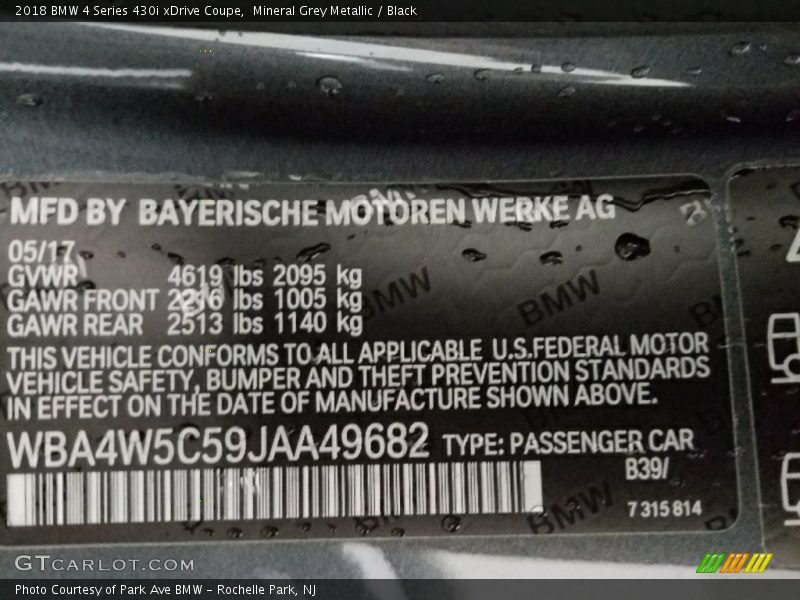 2018 BMW 4 Series 430i xDrive Coupe, Mineral Grey Metallic / Black
MFD BY BAYERISCHE MOTOREN WERKE AG
05/17
GVWR 4619 lbs 2095 kg
GAWR FRONT 2216 lbs 1005 kg
GAWR REAR 2513 lbs 1140 kg
THIS VEHICLE CONFORMS TO ALL APPLICABLE U.S.FEDERAL MOTOR
VEHICLE SAFETY, BUMPER AND THEFT PREVENTION STANDARDS
IN EFFECT ON THE DATE OF MANUFACTURE SHOWN ABOVE.
WBA4W5C59JAA49682 TYPE: PASSENGER CAR
B39/
7 315 814
BMW
BMW
BMW
GTCARLOT.COM
Photo Courtesy of Park Ave BMW - Rochelle Park, NJ